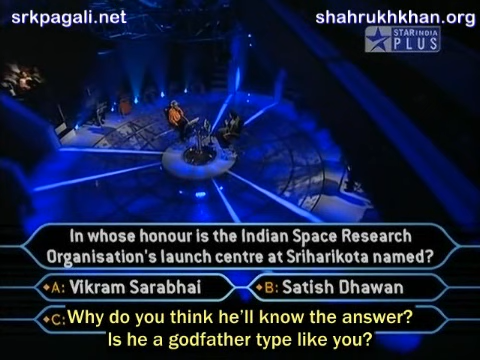 srkpagali.net
shahrukhkhan.org
STAR INDIA
PLUS
In whose honour is the Indian Space Research
Organisation's launch centre at Sriharikota named?
A: Vikram Sarabhai
B: Satish Dhawan
C:
Why do you think he'll know the answer?
Is he a godfather type like you?